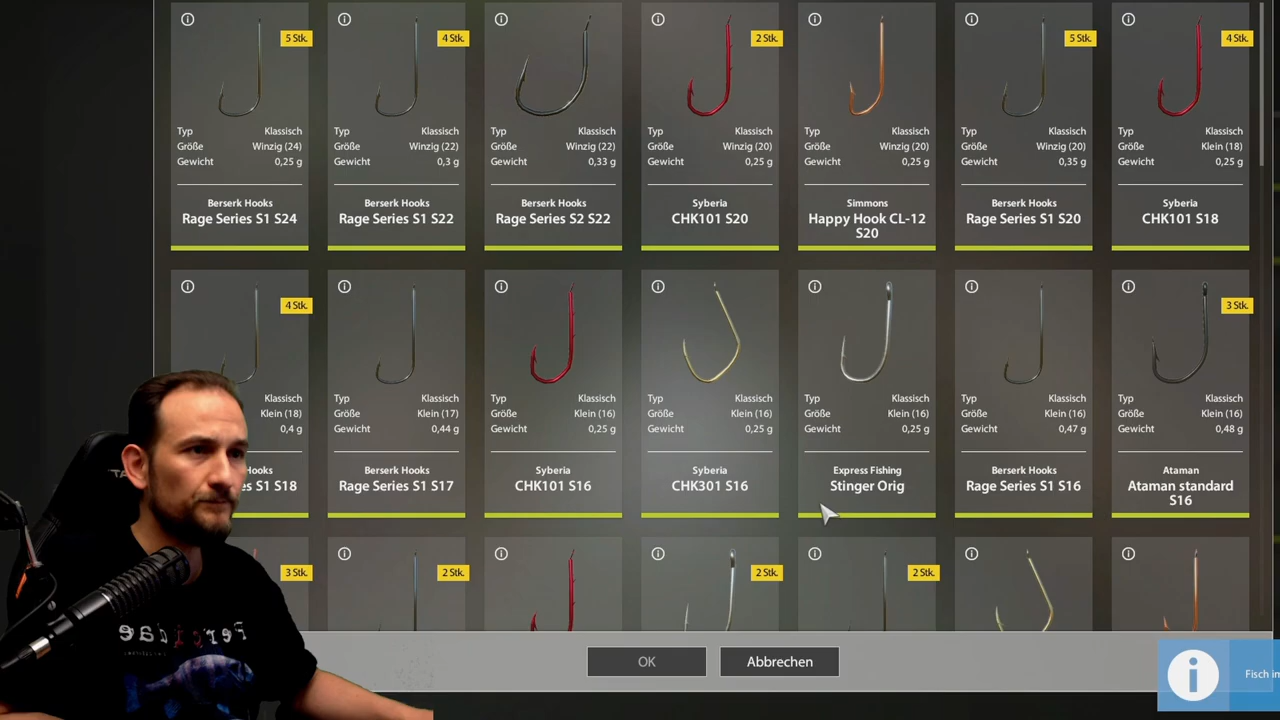 5 Stk.
Typ Klassisch
Größe Winzig (24)
Gewicht 0,25 g
Berserk Hooks
Rage Series S1 S24
4 Stk.
Typ Klassisch
Größe Winzig (22)
Gewicht 0,3 g
Berserk Hooks
Rage Series S1 S22
Typ Klassisch
Größe Winzig (22)
Gewicht 0,33 g
Berserk Hooks
Rage Series S2 S22
2 Stk.
Typ Klassisch
Größe Winzig (20)
Gewicht 0,25 g
Syberia
CHK101 S20
Typ Klassisch
Größe Winzig (20)
Gewicht 0,25 g
Simmons
Happy Hook CL-12
S20
5 Stk.
Typ Klassisch
Größe Winzig (20)
Gewicht 0,35 g
Berserk Hooks
Rage Series S1 S20
4 Stk.
Typ Klassisch
Größe Klein (18)
Gewicht 0,25 g
Syberia
CHK101 S18
4 Stk.
Klassisch
Klein (18)
0,4 g
Hooks
S1 S18
Typ Klassisch
Größe Klein (17)
Gewicht 0,44 g
Berserk Hooks
Rage Series S1 S17
Typ Klassisch
Größe Klein (16)
Gewicht 0,25 g
Syberia
CHK101 S16
Typ Klassisch
Größe Klein (16)
Gewicht 0,25 g
Syberia
CHK301 S16
Typ Klassisch
Größe Klein (16)
Gewicht 0,25 g
Express Fishing
Stinger Orig
Typ Klassisch
Größe Klein (16)
Gewicht 0,47 g
Berserk Hooks
Rage Series S1 S16
3 Stk.
Typ Klassisch
Größe Klein (16)
Gewicht 0,48 g
Ataman
Ataman standard
S16
3 Stk.
2 Stk.
2 Stk.
2 Stk.
OK
Abbrechen
Fisch